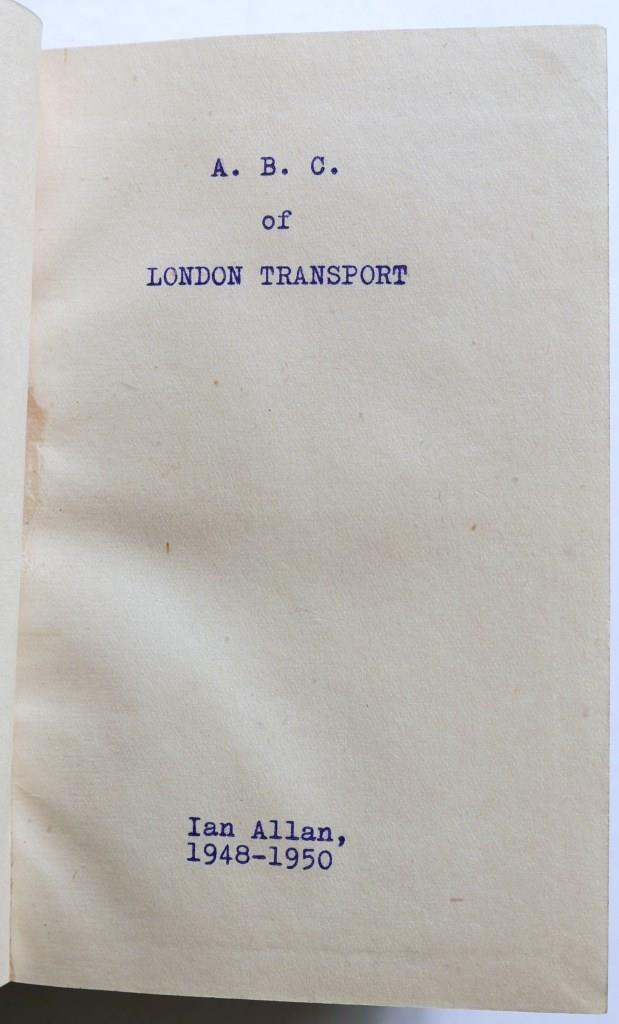 A. B. C.
of
LONDON TRANSPORT
Ian Allan,
1948-1950